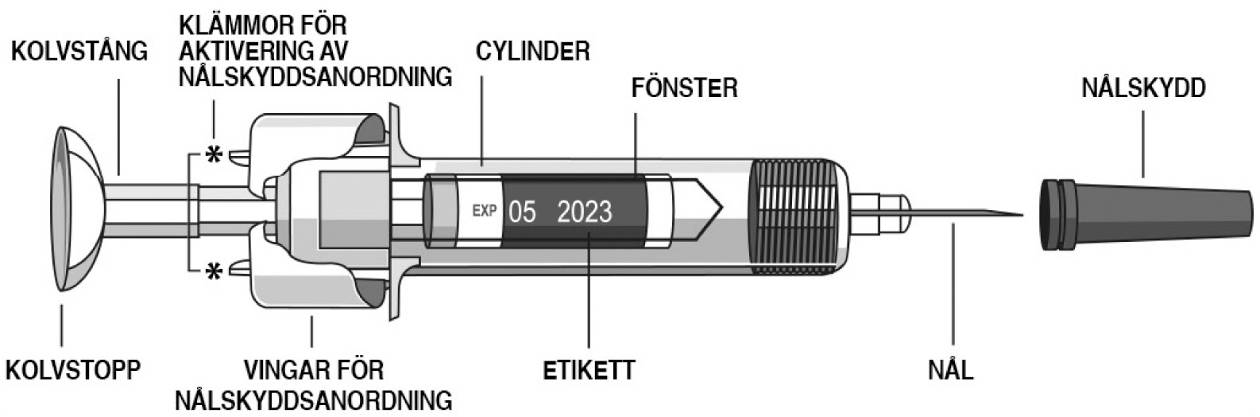 KLÄMMOR FÖR
AKTIVERING AV
NÅLSKYDDSANORDNING
KOLVSTÅNG
CYLINDER
FÖNSTER
NÅLSKYDD
*
EXP 05 2023
*
KOLVSTOPP
VINGAR FÖR
NÅLSKYDDSANORDNING
ETIKETT
NÅL